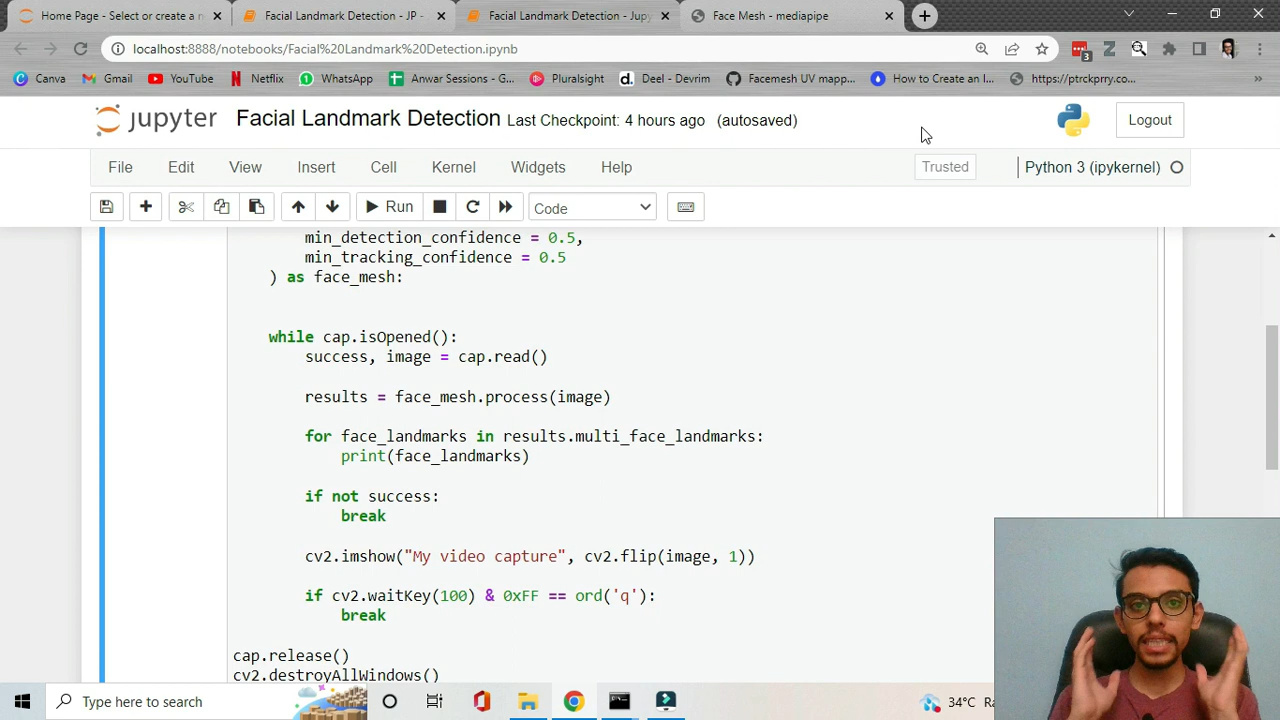 Home Page - Select or create a n
Facial Landmark Detection - JP -
Facial Landmark Detection - Jupy
Face Mesh - mediapipe
localhost:8888/notebooks/Facial%20Landmark%20Detection.ipynb
3
Canva
Gmail
YouTube
Netflix
WhatsApp
Anwar Sessions - G...
Pluralsight
Deel - Devrim
Facemesh UV mapp...
How to Create an I...
https://ptrckprry.co...
»
jupyter
Facial Landmark Detection Last Checkpoint: 4 hours ago (autosaved)
Logout
File Edit View Insert Cell Kernel Widgets Help
Trusted
Python 3 (ipykernel)
Run
Code
min_detection_confidence = 0.5,
min_tracking_confidence = 0.5
) as face_mesh:
while cap.isOpened():
success, image = cap.read()
results = face_mesh.process(image)
for face_landmarks in results.multi_face_landmarks:
print(face_landmarks)
if not success:
break
cv2.imshow("My video capture", cv2.flip(image, 1))
if cv2.waitKey(100) & 0xFF == ord('q'):
break
cap.release()
cv2.destroyAllWindows()
Type here to search
34°C Ra